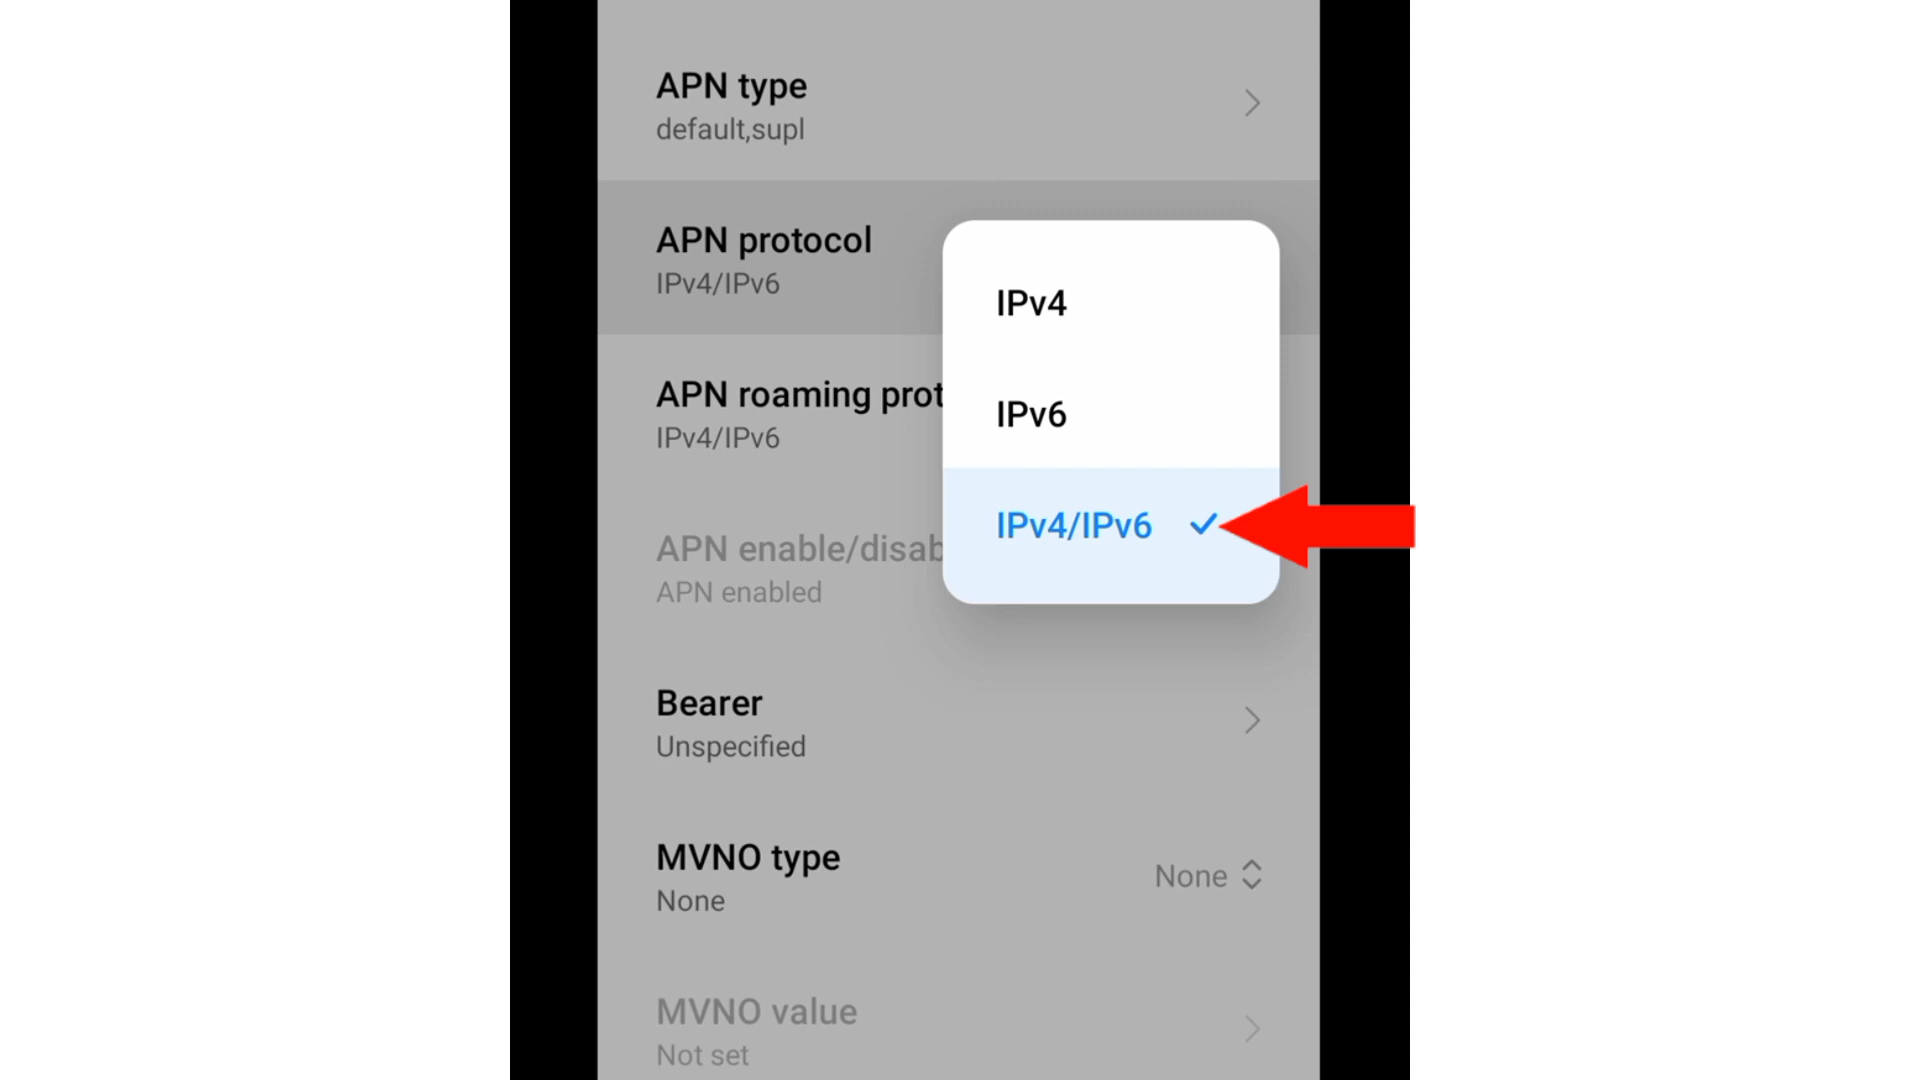 APN type
default,supl
APN protocol
IPv4/IPv6
IPv4
IPv6
IPv4/IPv6
APN roaming prot
IPv4/IPv6
APN enable/disab
APN enabled
Bearer
Unspecified
MVNO type
None
None
MVNO value
Not set